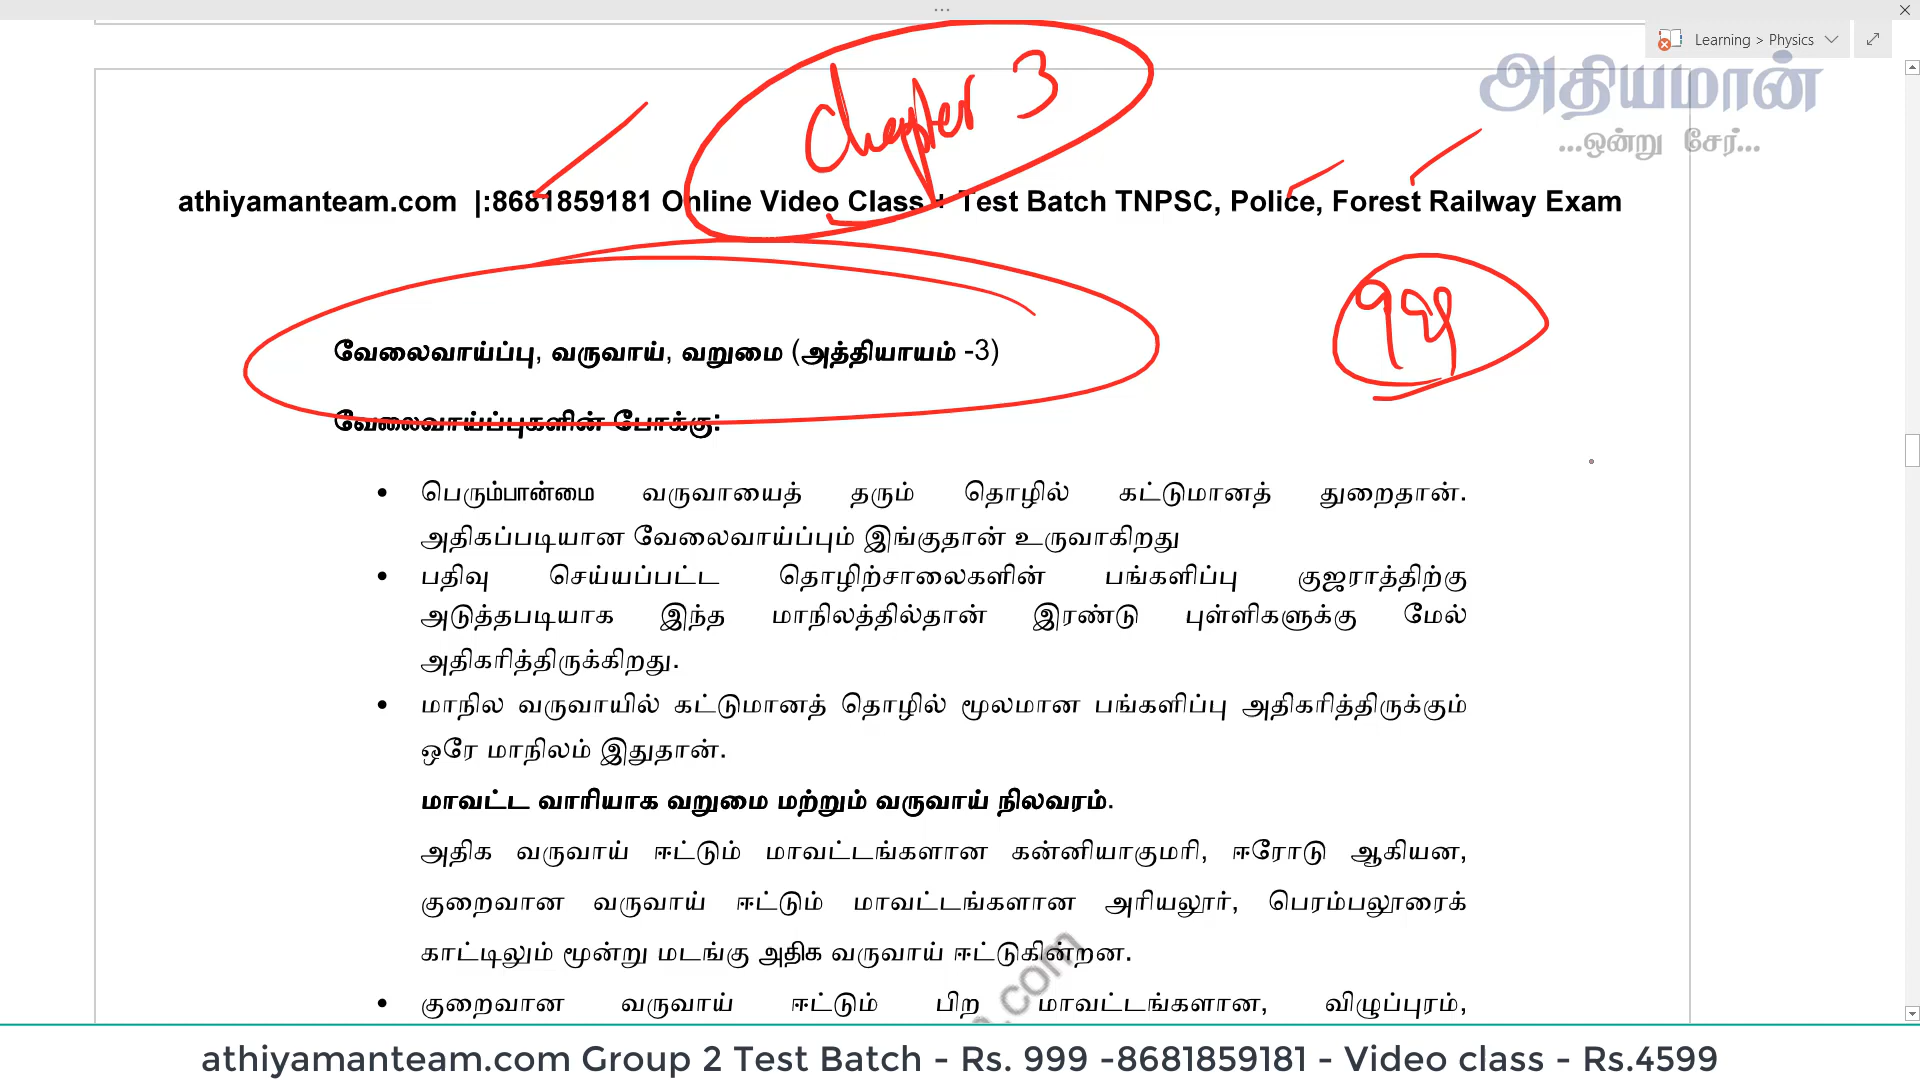 Learning > Physics
அதியமான்
...ஒன்று சேர்...
Chapter 3
athiyamanteam.com |:8681859181 Online Video Class + Test Batch TNPSC, Police, Forest Railway Exam
999
வேலைவாய்ப்பு, வருவாய், வறுமை (அத்தியாயம் -3)
வேலைவாய்ப்புகளின் போக்கு:
• பெரும்பான்மை வருவாயைத் தரும் தொழில் கட்டுமானத் துறைதான்.
அதிகப்படியான வேலைவாய்ப்பும் இங்குதான் உருவாகிறது
• பதிவு செய்யப்பட்ட தொழிற்சாலைகளின் பங்களிப்பு குஜராத்திற்கு
அடுத்தபடியாக இந்த மாநிலத்தில்தான் இரண்டு புள்ளிகளுக்கு மேல்
அதிகரித்திருக்கிறது.
• மாநில வருவாயில் கட்டுமானத் தொழில் மூலமான பங்களிப்பு அதிகரித்திருக்கும்
ஒரே மாநிலம் இதுதான்.
மாவட்ட வாரியாக வறுமை மற்றும் வருவாய் நிலவரம்.
அதிக வருவாய் ஈட்டும் மாவட்டங்களான கன்னியாகுமரி, ஈரோடு ஆகியன,
குறைவான வருவாய் ஈட்டும் மாவட்டங்களான அரியலூர், பெரம்பலூரைக்
காட்டிலும் மூன்று மடங்கு அதிக வருவாய் ஈட்டுகின்றன.
• குறைவான வருவாய் ஈட்டும் பிற மாவட்டங்களான, விழுப்புரம்,
.com
athiyamanteam.com Group 2 Test Batch - Rs. 999 -8681859181 - Video class - Rs.4599